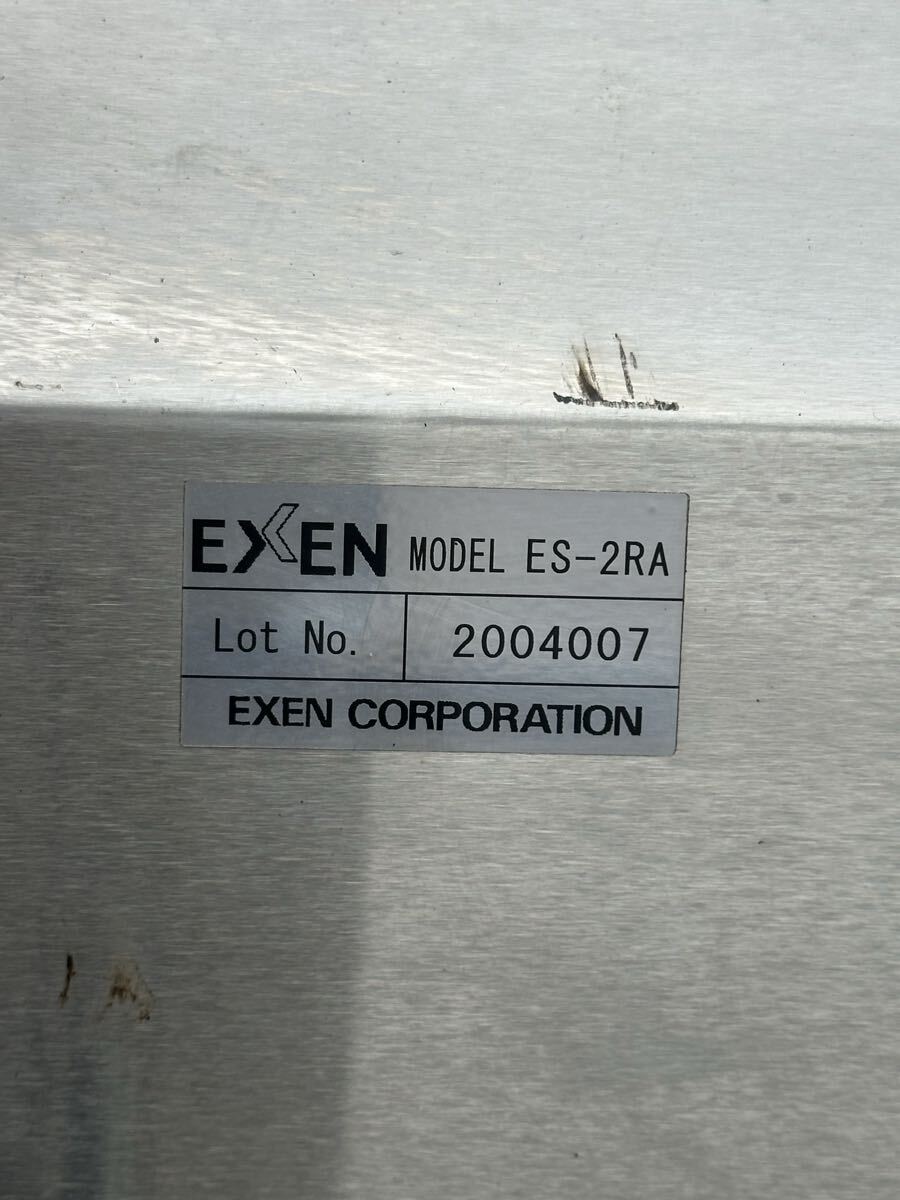 EXEN MODEL ES-2RA
Lot No. 2004007
EXEN CORPORATION